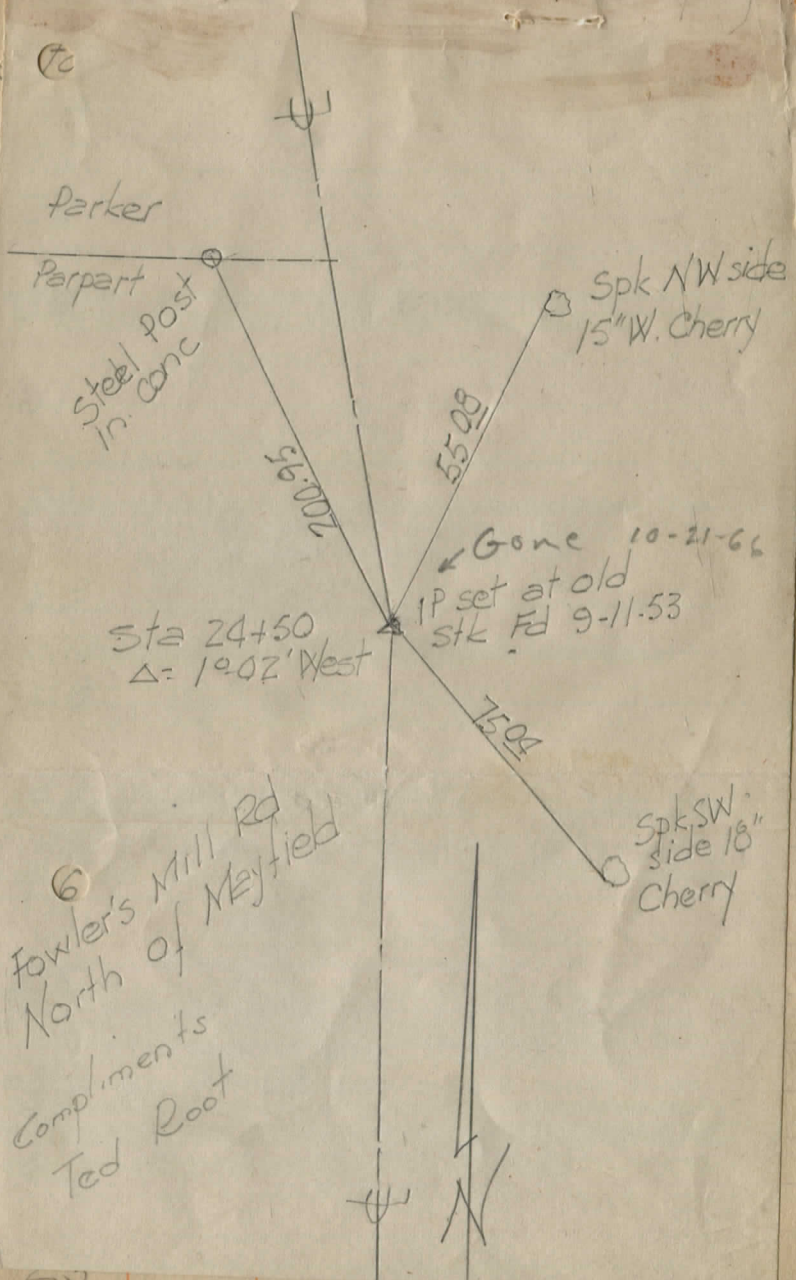 7c
Parker
Parpart
Steel Post
in conc
Spk NW side
15" W. Cherry
200.95
55.08
Gone 10-21-66
IP set at old
stk Fd 9-11-53
Sta 24+50
Δ= 1°02' West
75.04
Spk SW
side 18"
Cherry
6
Fowler's Mill Rd
North of Mayfield
Compliments
Ted Root
N